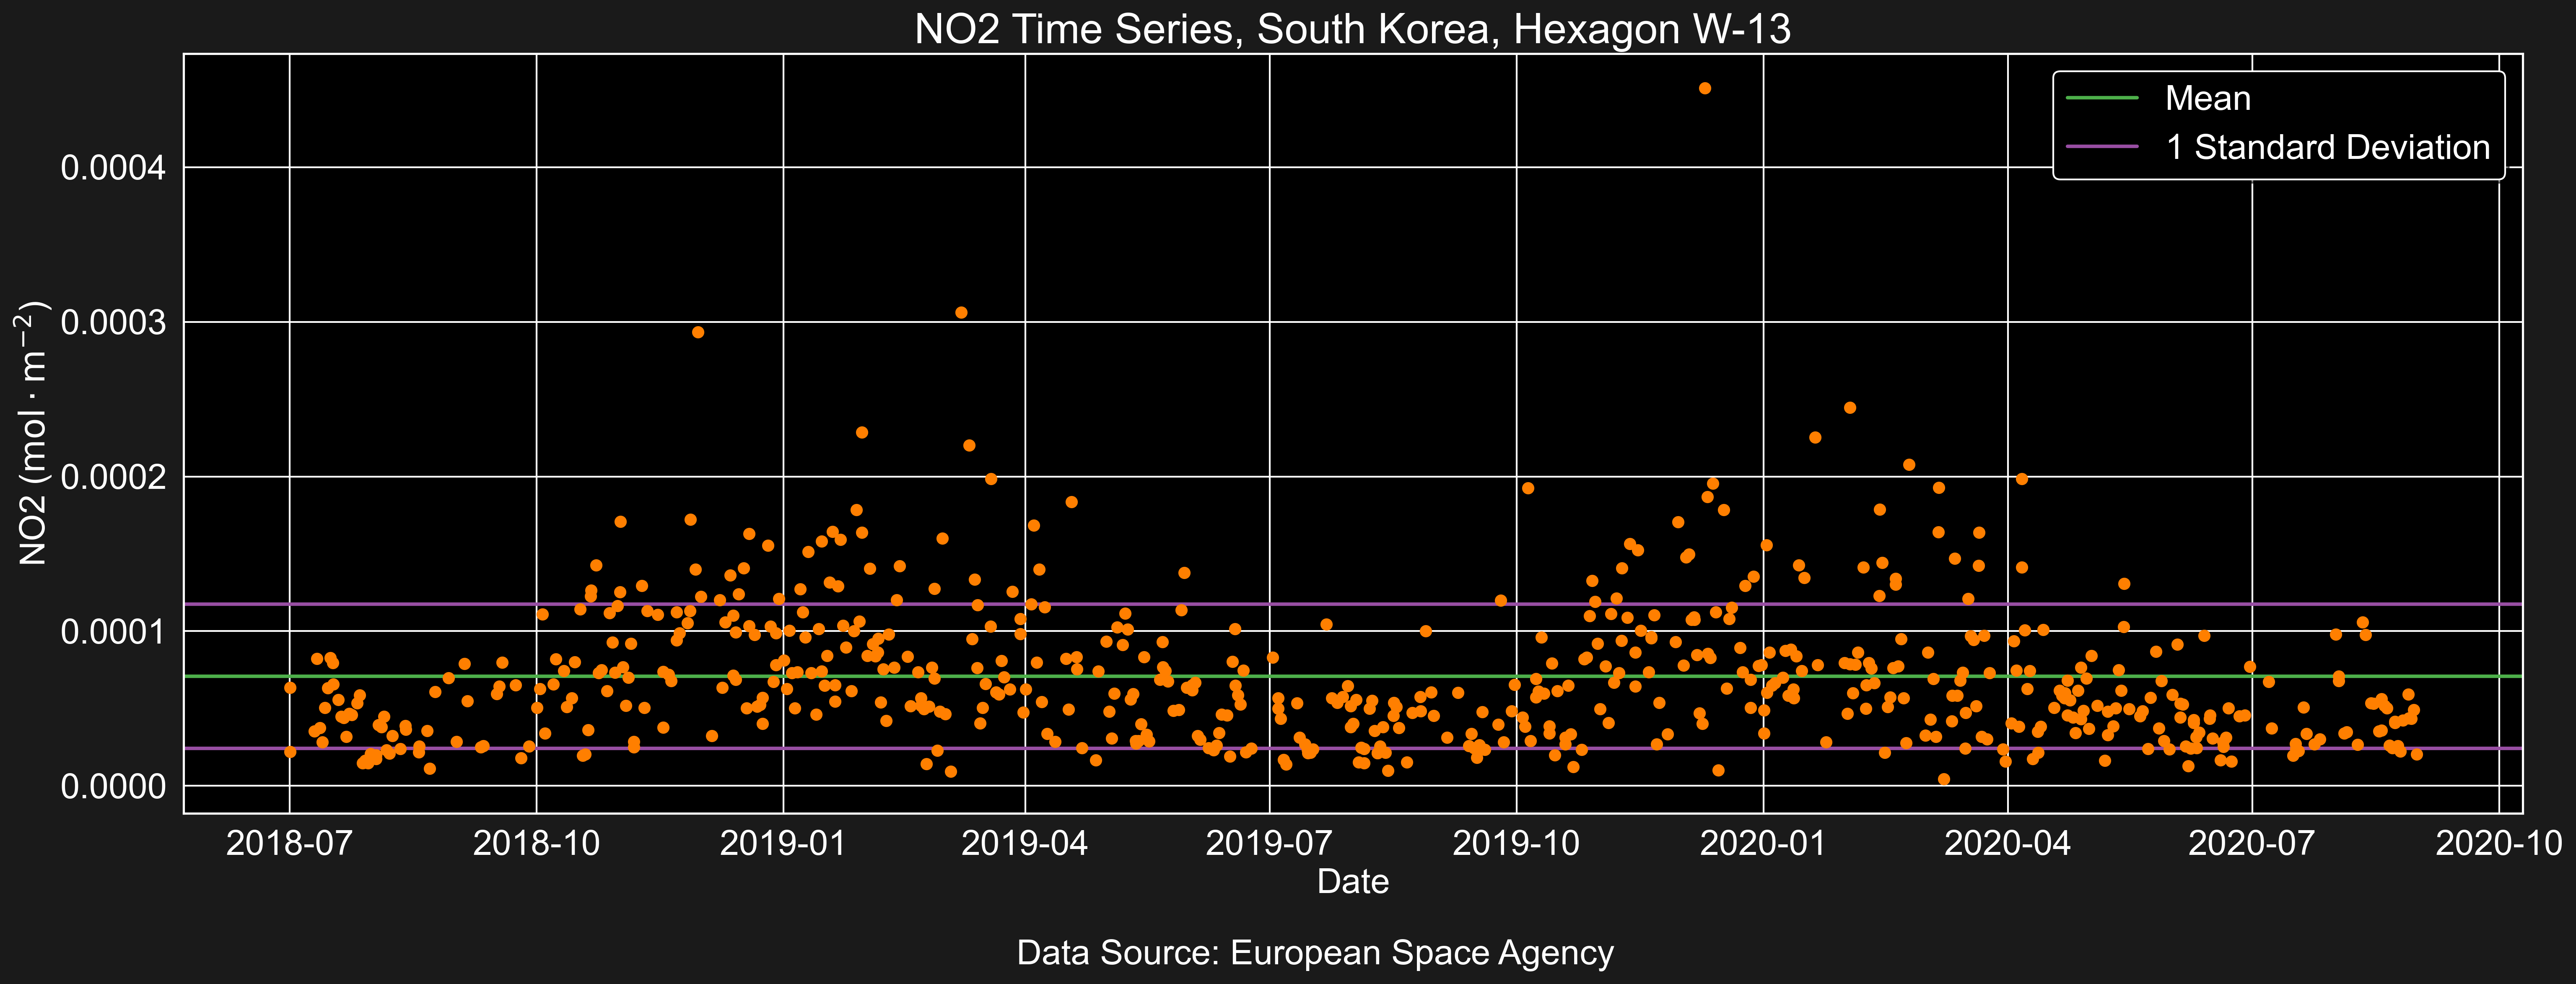 NO2 Time Series, South Korea, Hexagon W-13
Mean
1 Standard Deviation
NO2 (mol · m⁻²)
0.0004
0.0003
0.0002
0.0001
0.0000
2018-07 2018-10 2019-01 2019-04 2019-07 2019-10 2020-01 2020-04 2020-07 2020-10
Date
Data Source: European Space Agency